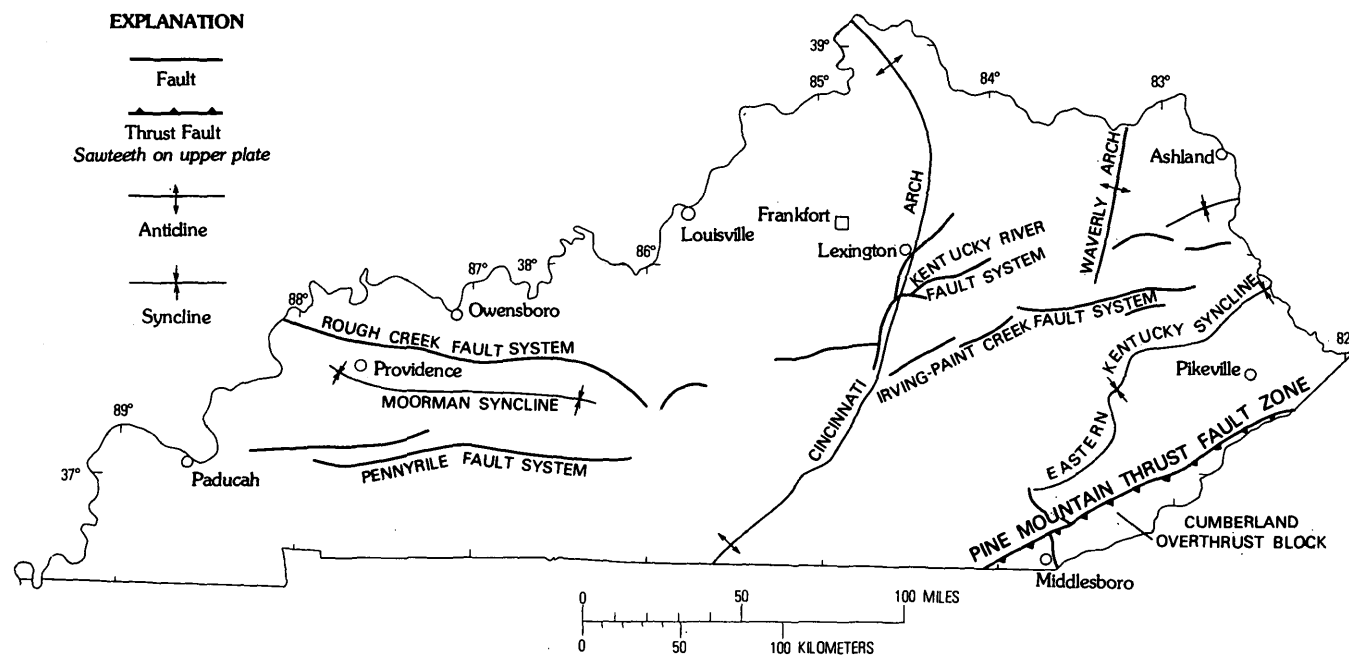 EXPLANATION
Fault
Thrust Fault
Sawteeth on upper plate
Anticline
Syncline
39°
85°
84°
83°
Ashland
WAVERLY ARCH
ARCH
Louisville
Frankfort
Lexington
KENTUCKY RIVER
FAULT SYSTEM
86°
38°
87°
88°
Owensboro
ROUGH CREEK FAULT SYSTEM
Providence
MOORMAN SYNCLINE
IRVING-PAINT CREEK FAULT SYSTEM
EASTERN KENTUCKY SYNCLINE
82°
Pikeville
CINCINNATI
89°
37°
Paducah
PENNYRILE FAULT SYSTEM
PINE MOUNTAIN THRUST FAULT ZONE
CUMBERLAND
OVERTHRUST BLOCK
Middlesboro
0 50 100 MILES
0 50 100 KILOMETERS